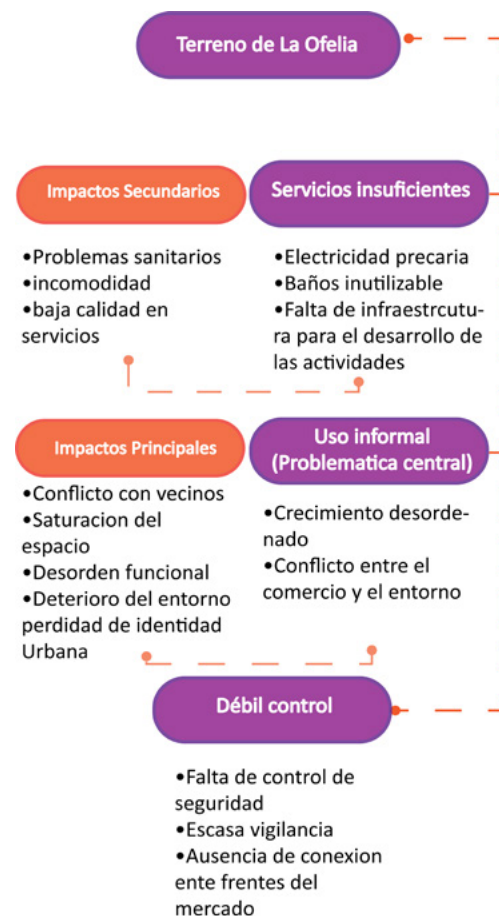 Terreno de La Ofelia
Impactos Secundarios
•Problemas sanitarios
•incomodidad
•baja calidad en
servicios
Servicios insuficientes
•Electricidad precaria
•Baños inutilizable
•Falta de infraestrcutu-
ra para el desarrollo de
las actividades
Impactos Principales
•Conflicto con vecinos
•Saturacion del
espacio
•Desorden funcional
•Deterioro del entorno
perdidad de identidad
Urbana
Uso informal
(Problematica central)
•Crecimiento desorde-
nado
•Conflicto entre el
comercio y el entorno
Débil control
•Falta de control de
seguridad
•Escasa vigilancia
•Ausencia de conexion
ente frentes del
mercado